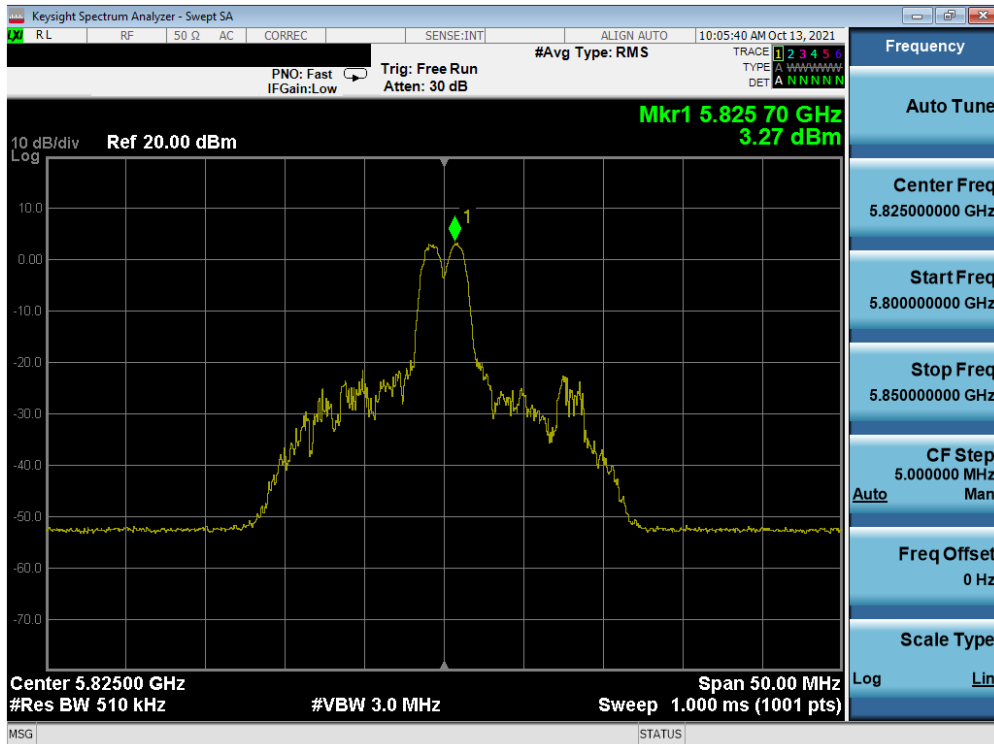 Keysight Spectrum Analyzer - Swept SA
LXI RL RF 50 Ω AC CORREC SENSE:INT ALIGN AUTO 10:05:40 AM Oct 13, 2021
#Avg Type: RMS
TRACE 1 2 3 4 5 6
TYPE A WWWWW
DET A N N N N N
PNO: Fast
IFGain:Low
Trig: Free Run
Atten: 30 dB
Mkr1 5.825 70 GHz
3.27 dBm
10 dB/div
Log
Ref 20.00 dBm
1
10.0
0.00
-10.0
-20.0
-30.0
-40.0
-50.0
-60.0
-70.0
Center 5.82500 GHz
Span 50.00 MHz
#Res BW 510 kHz
#VBW 3.0 MHz
Sweep 1.000 ms (1001 pts)
MSG
STATUS
Frequency
Auto Tune
Center Freq
5.825000000 GHz
Start Freq
5.800000000 GHz
Stop Freq
5.850000000 GHz
CF Step
5.000000 MHz
Auto Man
Freq Offset
0 Hz
Scale Type
Log Lin